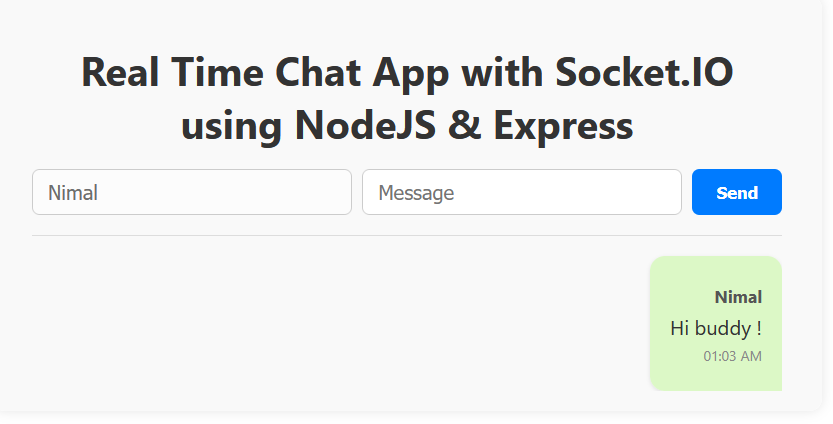 Real Time Chat App with Socket.IO
using NodeJS & Express
Nimal
Message
Send
Nimal
Hi buddy !
01:03 AM